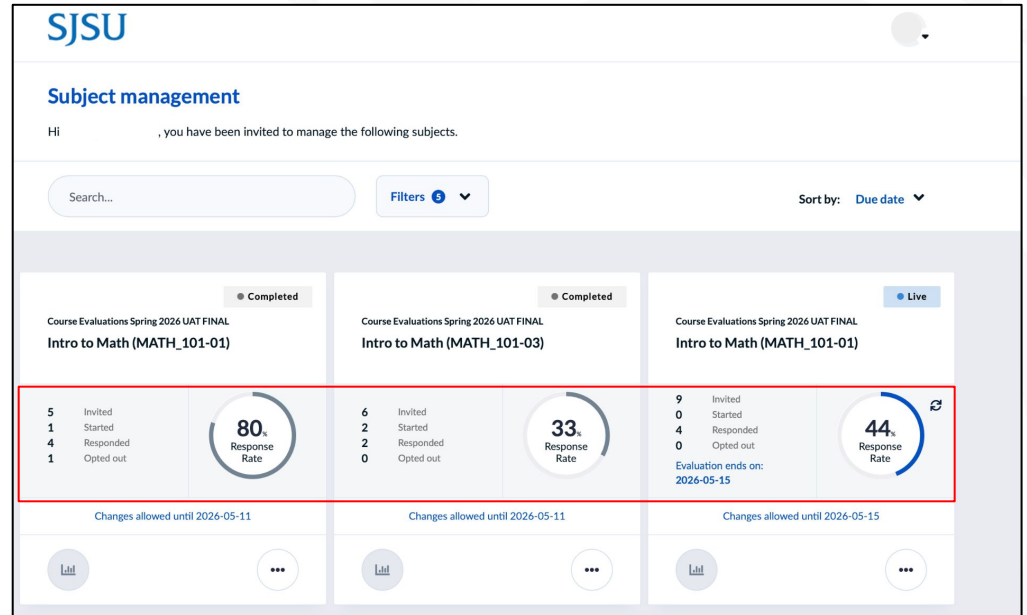 SJSU
Subject management
Hi , you have been invited to manage the following subjects.
Search...
Filters 5
Sort by: Due date
Completed
Course Evaluations Spring 2026 UAT FINAL
Intro to Math (MATH_101-01)
5 Invited
1 Started
4 Responded
1 Opted out
80%
Response
Rate
Changes allowed until 2026-05-11
Completed
Course Evaluations Spring 2026 UAT FINAL
Intro to Math (MATH_101-03)
6 Invited
2 Started
2 Responded
0 Opted out
33%
Response
Rate
Changes allowed until 2026-05-11
Live
Course Evaluations Spring 2026 UAT FINAL
Intro to Math (MATH_101-01)
9 Invited
0 Started
4 Responded
0 Opted out
Evaluation ends on:
2026-05-15
44%
Response
Rate
Changes allowed until 2026-05-15